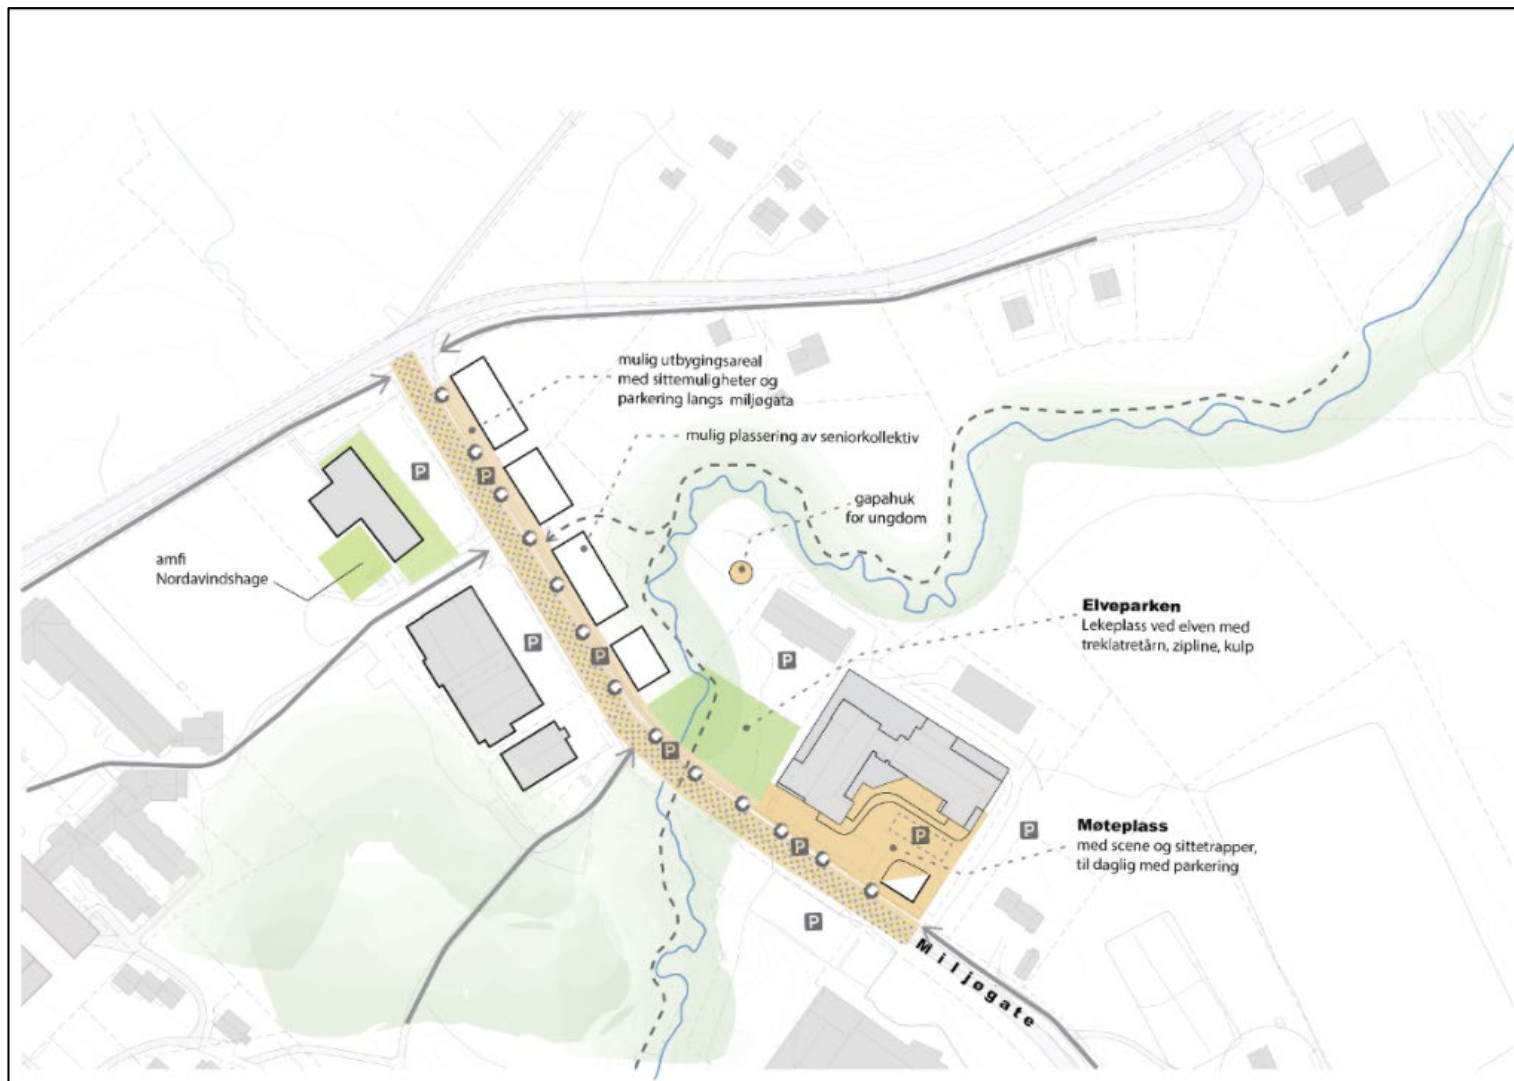 mulig utbygingsareal
med sittemuligheter og
parkering langs miljøgata
mulig plassering av seniorkollektiv
P
P
gapahuk
for ungdom
amfi
Nordavindshage
Elveparken
Lekeplass ved elven med
treklatretårn, zipline, kulp
P
P
P
P
Møteplass
med scene og sittetrapper,
til daglig med parkering
P
P
P
P
Miljøgate